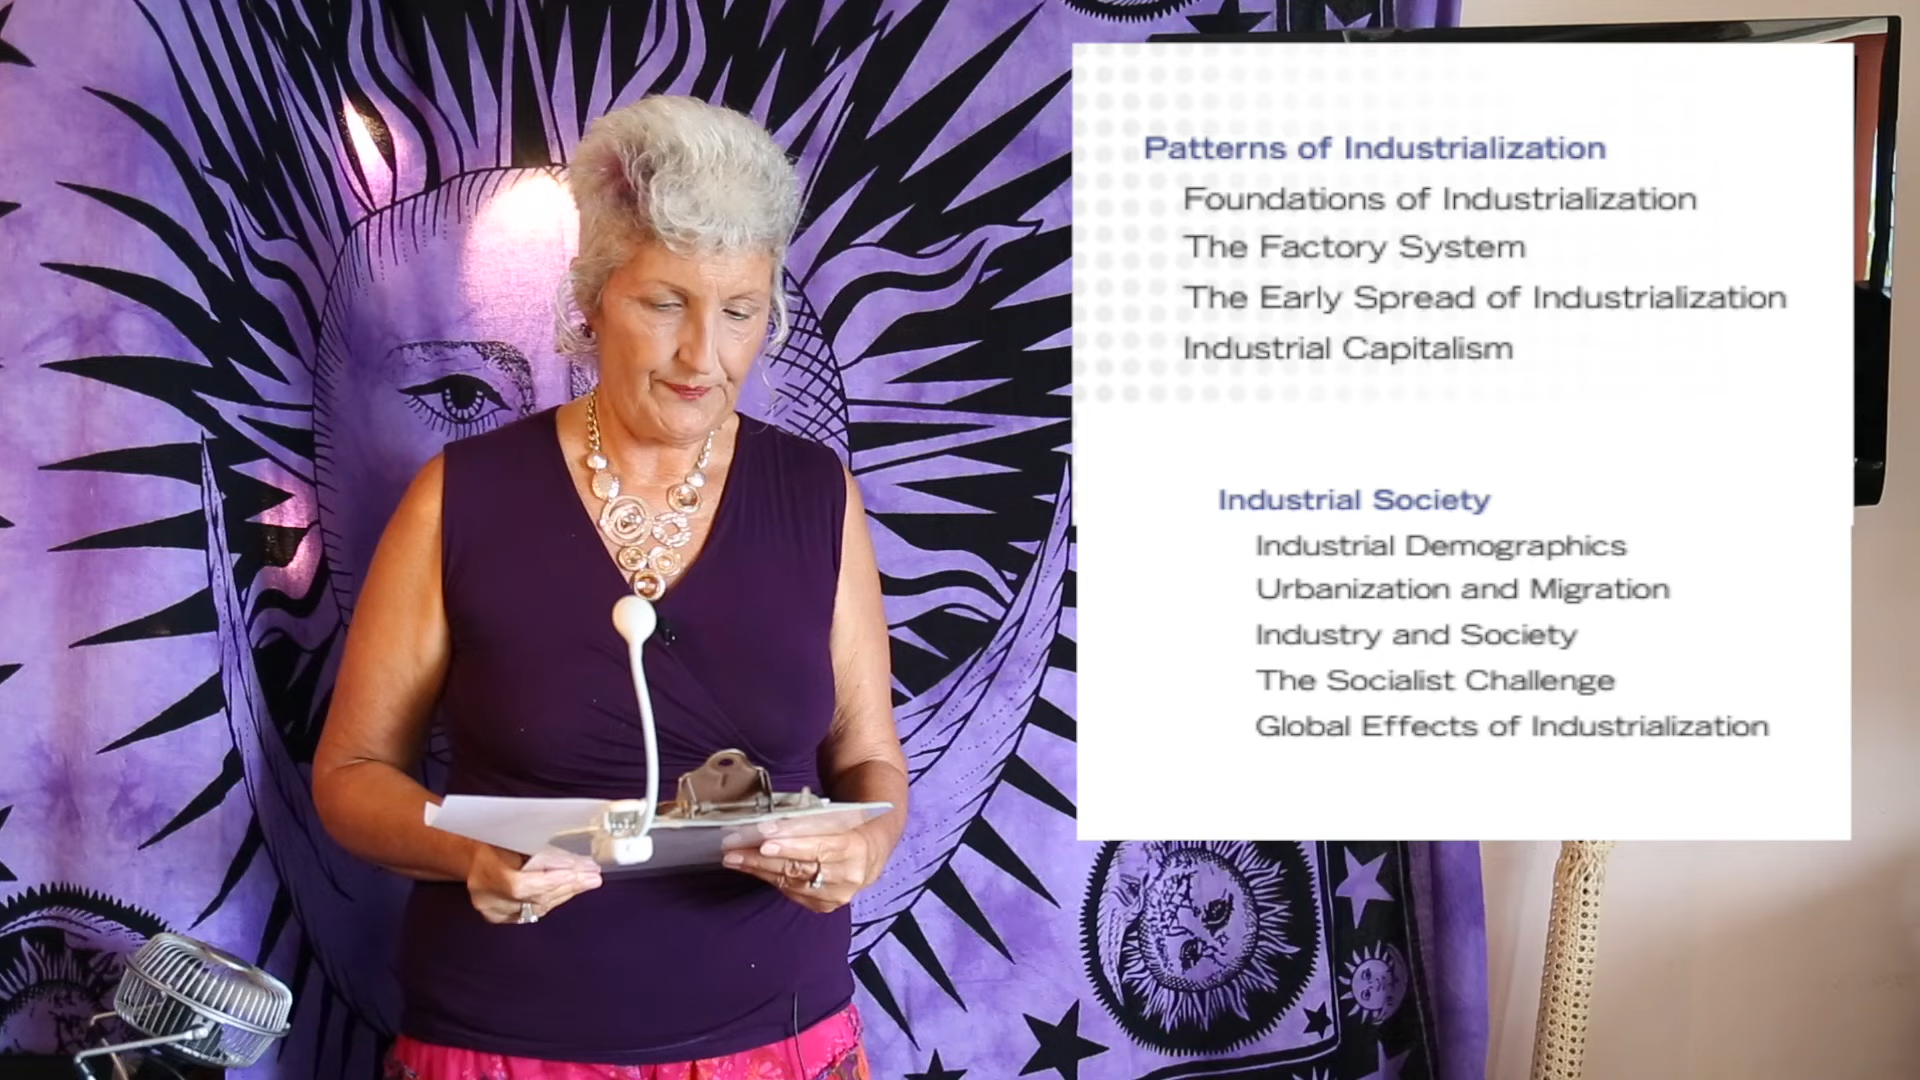 Patterns of Industrialization
Foundations of Industrialization
The Factory System
The Early Spread of Industrialization
Industrial Capitalism
Industrial Society
Industrial Demographics
Urbanization and Migration
Industry and Society
The Socialist Challenge
Global Effects of Industrialization